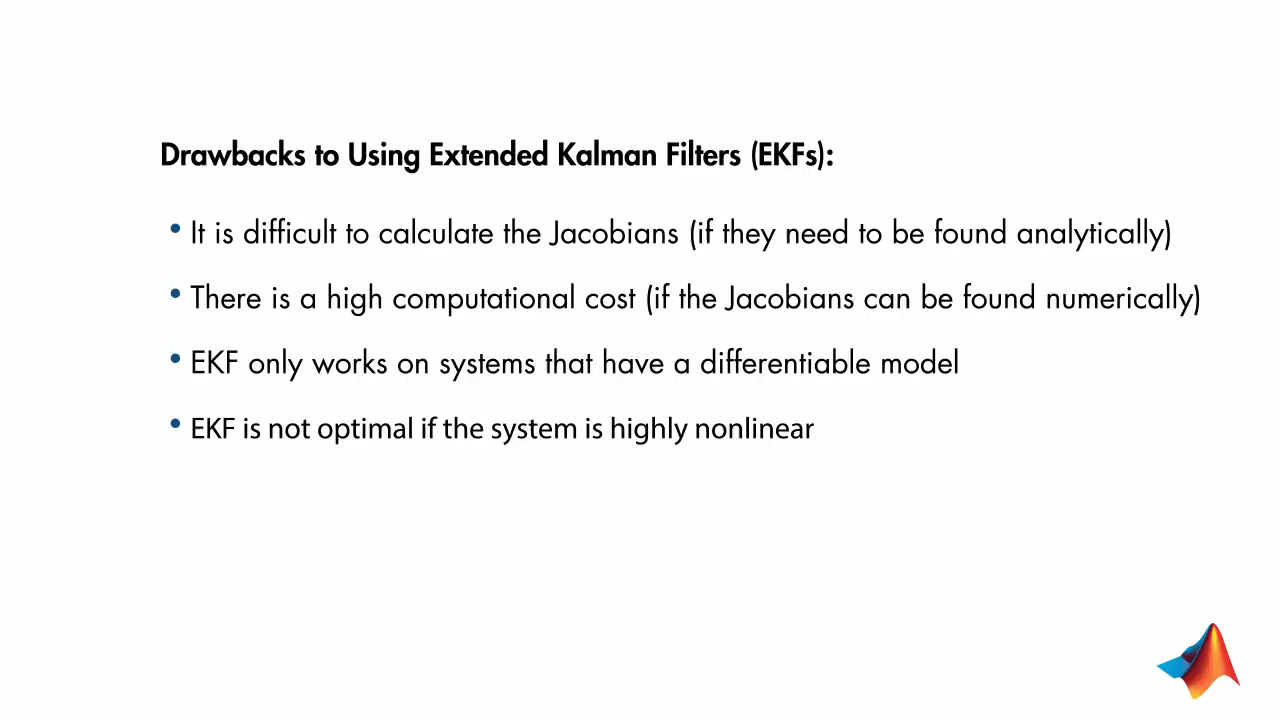 Drawbacks to Using Extended Kalman Filters (EKFs):
• It is difficult to calculate the Jacobians (if they need to be found analytically)
• There is a high computational cost (if the Jacobians can be found numerically)
• EKF only works on systems that have a differentiable model
• EKF is not optimal if the system is highly nonlinear